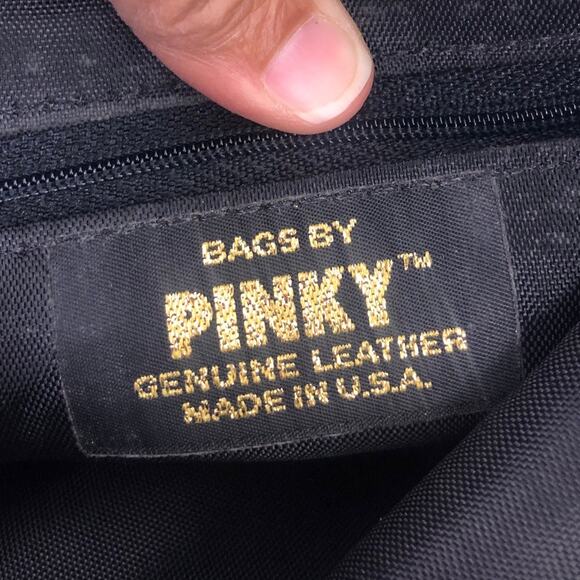 BAGS BY
PINKY™
GENUINE LEATHER
MADE IN U.S.A.